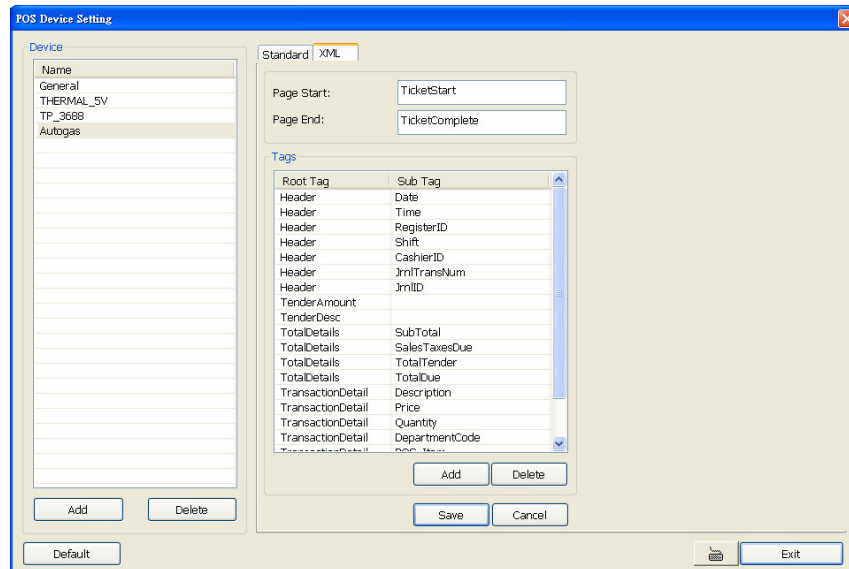 POS Device Setting
Device
Name
General
THERMAL_5V
TP_3688
Autogas
Add Delete
Default
Standard XML
Page Start: TicketStart
Page End: TicketComplete
Tags
Root Tag Sub Tag
Header Date
Header Time
Header RegisterID
Header Shift
Header CashierID
Header JrnlTransNum
Header JrnlID
TenderAmount
TenderDesc
TotalDetails SubTotal
TotalDetails SalesTaxesDue
TotalDetails TotalTender
TotalDetails TotalDue
TransactionDetail Description
TransactionDetail Price
TransactionDetail Quantity
TransactionDetail DepartmentCode
TransactionDetail POS_Item
Add Delete
Save Cancel
Exit